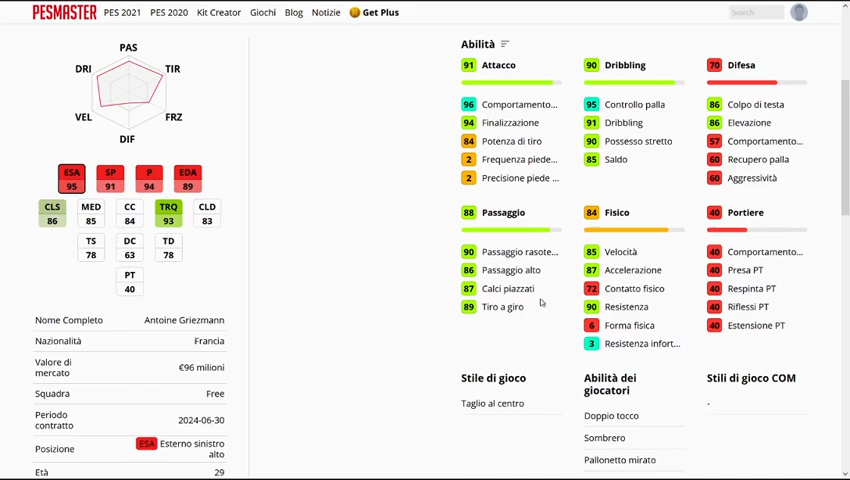 PESMASTER PES 2021 PES 2020 Kit Creator Giochi Blog Notizie Get Plus Search
PAS
DRI TIR
VEL FRZ
DIF
ESA SP P EDA
95 91 94 89
CLS MED CC TRQ CLD
86 85 84 93 83
TS DC TD
78 63 78
PT
40
Nome Completo Antoine Griezmann
Nazionalità Francia
Valore di mercato €96 milioni
Squadra Free
Periodo contratto 2024-06-30
Posizione ESA Esterno sinistro alto
Età 29
Abilità
91 Attacco
96 Comportamento...
94 Finalizzazione
84 Potenza di tiro
2 Frequenza piede...
2 Precisione piede ...
90 Dribbling
95 Controllo palla
91 Dribbling
90 Possesso stretto
85 Saldo
70 Difesa
86 Colpo di testa
86 Elevazione
57 Comportamento...
60 Recupero palla
60 Aggressività
88 Passaggio
90 Passaggio rasote...
86 Passaggio alto
87 Calci piazzati
89 Tiro a giro
84 Fisico
85 Velocità
87 Accelerazione
72 Contatto fisico
90 Resistenza
6 Forma fisica
3 Resistenza infort...
40 Portiere
40 Comportamento...
40 Presa PT
40 Respinta PT
40 Riflessi PT
40 Estensione PT
Stile di gioco
Taglio al centro
Abilità dei giocatori
Doppio tocco
Sombrero
Pallonetto mirato
Stili di gioco COM
-